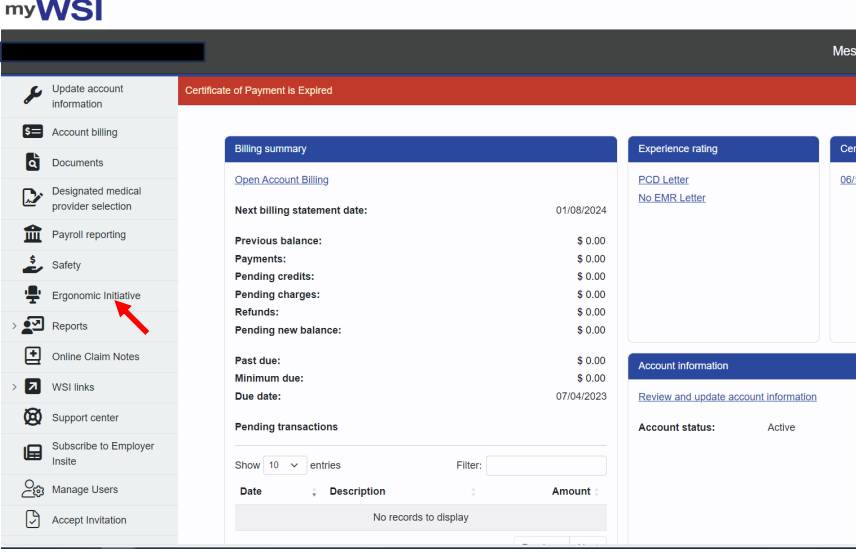 myWSI
Mes
Update account
information
Account billing
Documents
Designated medical
provider selection
Payroll reporting
Safety
Ergonomic Initiative
Reports
Online Claim Notes
WSI links
Support center
Subscribe to Employer
Insite
Manage Users
Accept Invitation
Certificate of Payment is Expired
Billing summary
Open Account Billing
Next billing statement date: 01/08/2024
Previous balance: $ 0.00
Payments: $ 0.00
Pending credits: $ 0.00
Pending charges: $ 0.00
Refunds: $ 0.00
Pending new balance: $ 0.00
Past due: $ 0.00
Minimum due: $ 0.00
Due date: 07/04/2023
Pending transactions
Show 10 entries Filter:
Date Description Amount
No records to display
Experience rating
PCD Letter
No EMR Letter
Cer
06/
Account information
Review and update account information
Account status: Active